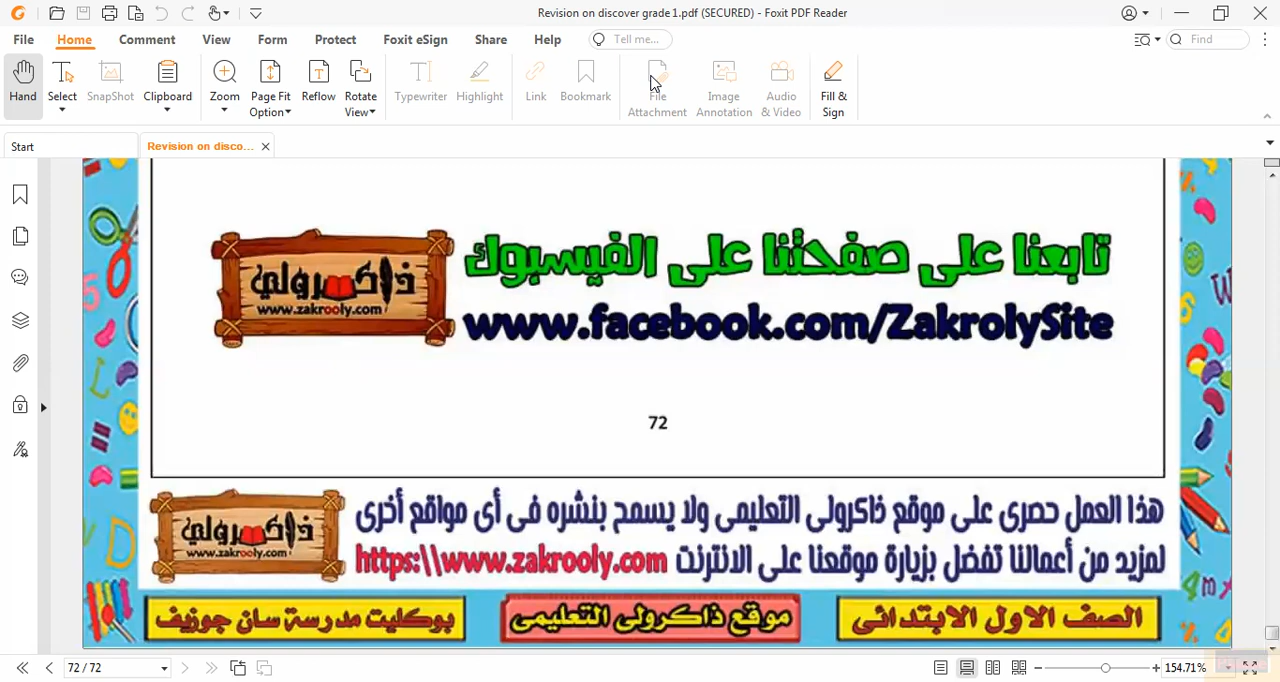 Revision on discover grade1.pdf (SECURED) - Foxit PDF Reader
File Home Comment View Form Protect Foxit eSign Share Help Tell me... Find
Hand Select SnapShot Clipboard Zoom Page Fit Option Reflow Rotate View Typewriter Highlight Link Bookmark File Attachment Image Annotation Audio & Video Fill & Sign
Start Revision on disco...
تابعنا على صفحتنا على الفيسبوك
ذاكرولي
www.zakrooly.com
www.facebook.com/ZakrolySite
72
هذا العمل حصرى على موقع ذاكرولى التعليمى ولا يسمح بنشره فى أى مواقع أخرى
ذاكرولي
www.zakrooly.com
لمزيد من أعمالنا تفضل بزيارة موقعنا على الانترنت https:\\www.zakrooly.com
الصف الاول الابتدائى
موقع ذاكرولى التعليمى
بوكليت مدرسة سان جوزيف
72 / 72
154.71%